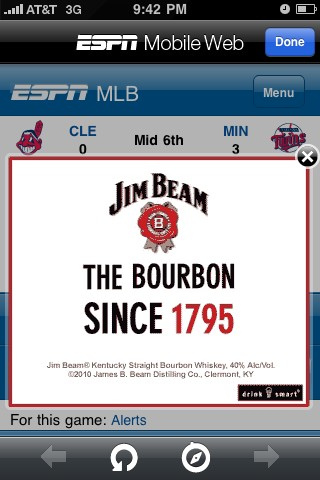 AT&T 3G 9:42 PM
ESPN Mobile Web Done
ESPN MLB Menu
CLE Mid 6th MIN
0 3
Twins
JIM BEAM
B
THE BOURBON
SINCE 1795
Jim Beam® Kentucky Straight Bourbon Whiskey, 40% Alc/Vol.
©2010 James B. Beam Distilling Co., Clermont, KY
drink smart®
For this game: Alerts